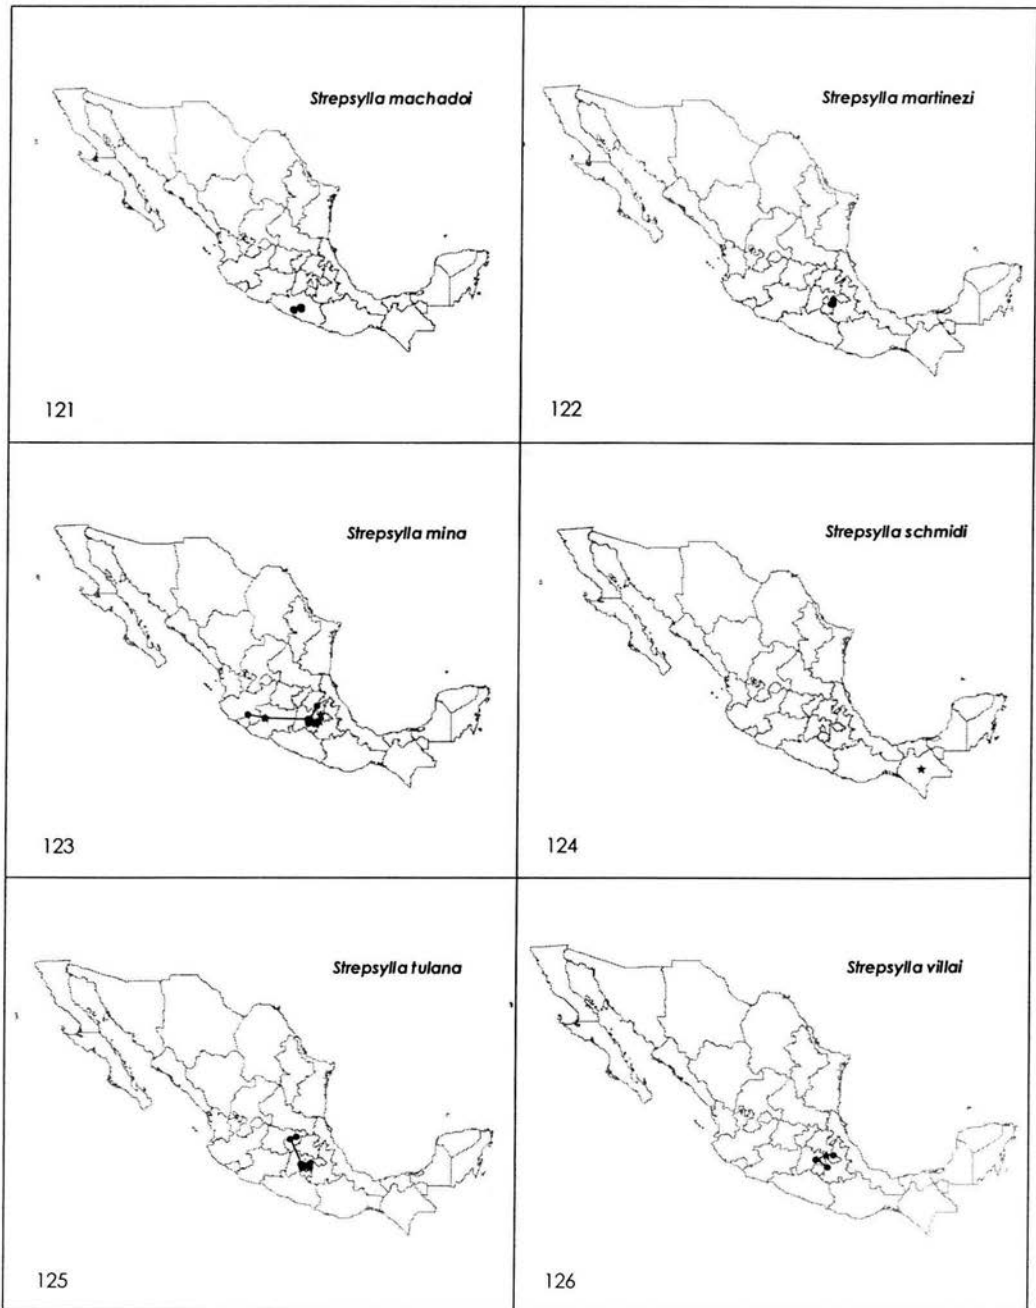 Strepsylla machadoi
121
Strepsylla martinezi
122
Strepsylla mina
123
Strepsylla schmidi
124
Strepsylla tulana
125
Strepsylla villai
126